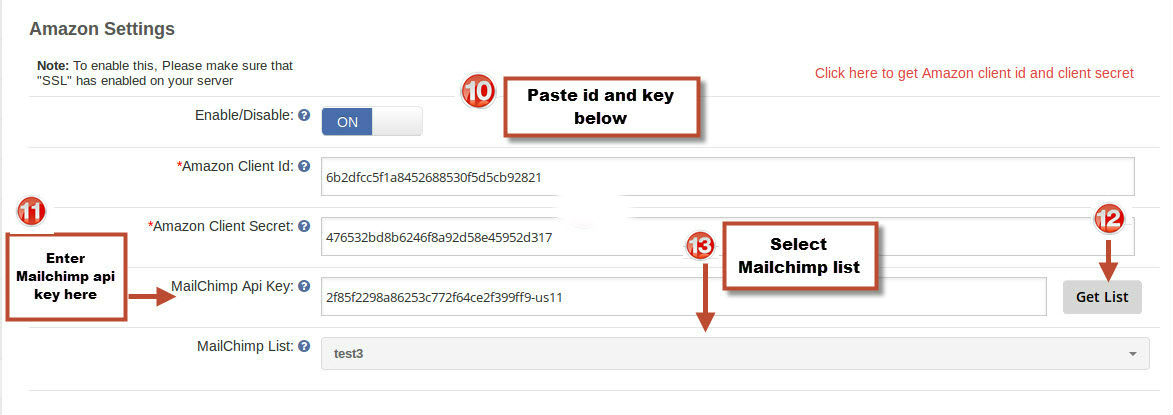 Amazon Settings
Note: To enable this, Please make sure that
"SSL" has enabled on your server
Click here to get Amazon client id and client secret
10
Paste id and key
below
Enable/Disable: ?
ON
*Amazon Client Id: ?
6b2dfcc5f1a8452688530f5d5cb92821
11
Enter
Mailchimp api
key here
*Amazon Client Secret: ?
476532bd8b6246f8a92d58e45952d317
12
13
Select
Mailchimp list
MailChimp Api Key: ?
2f85f2298a86253c772f64ce2f399ff9-us11
Get List
MailChimp List: ?
test3